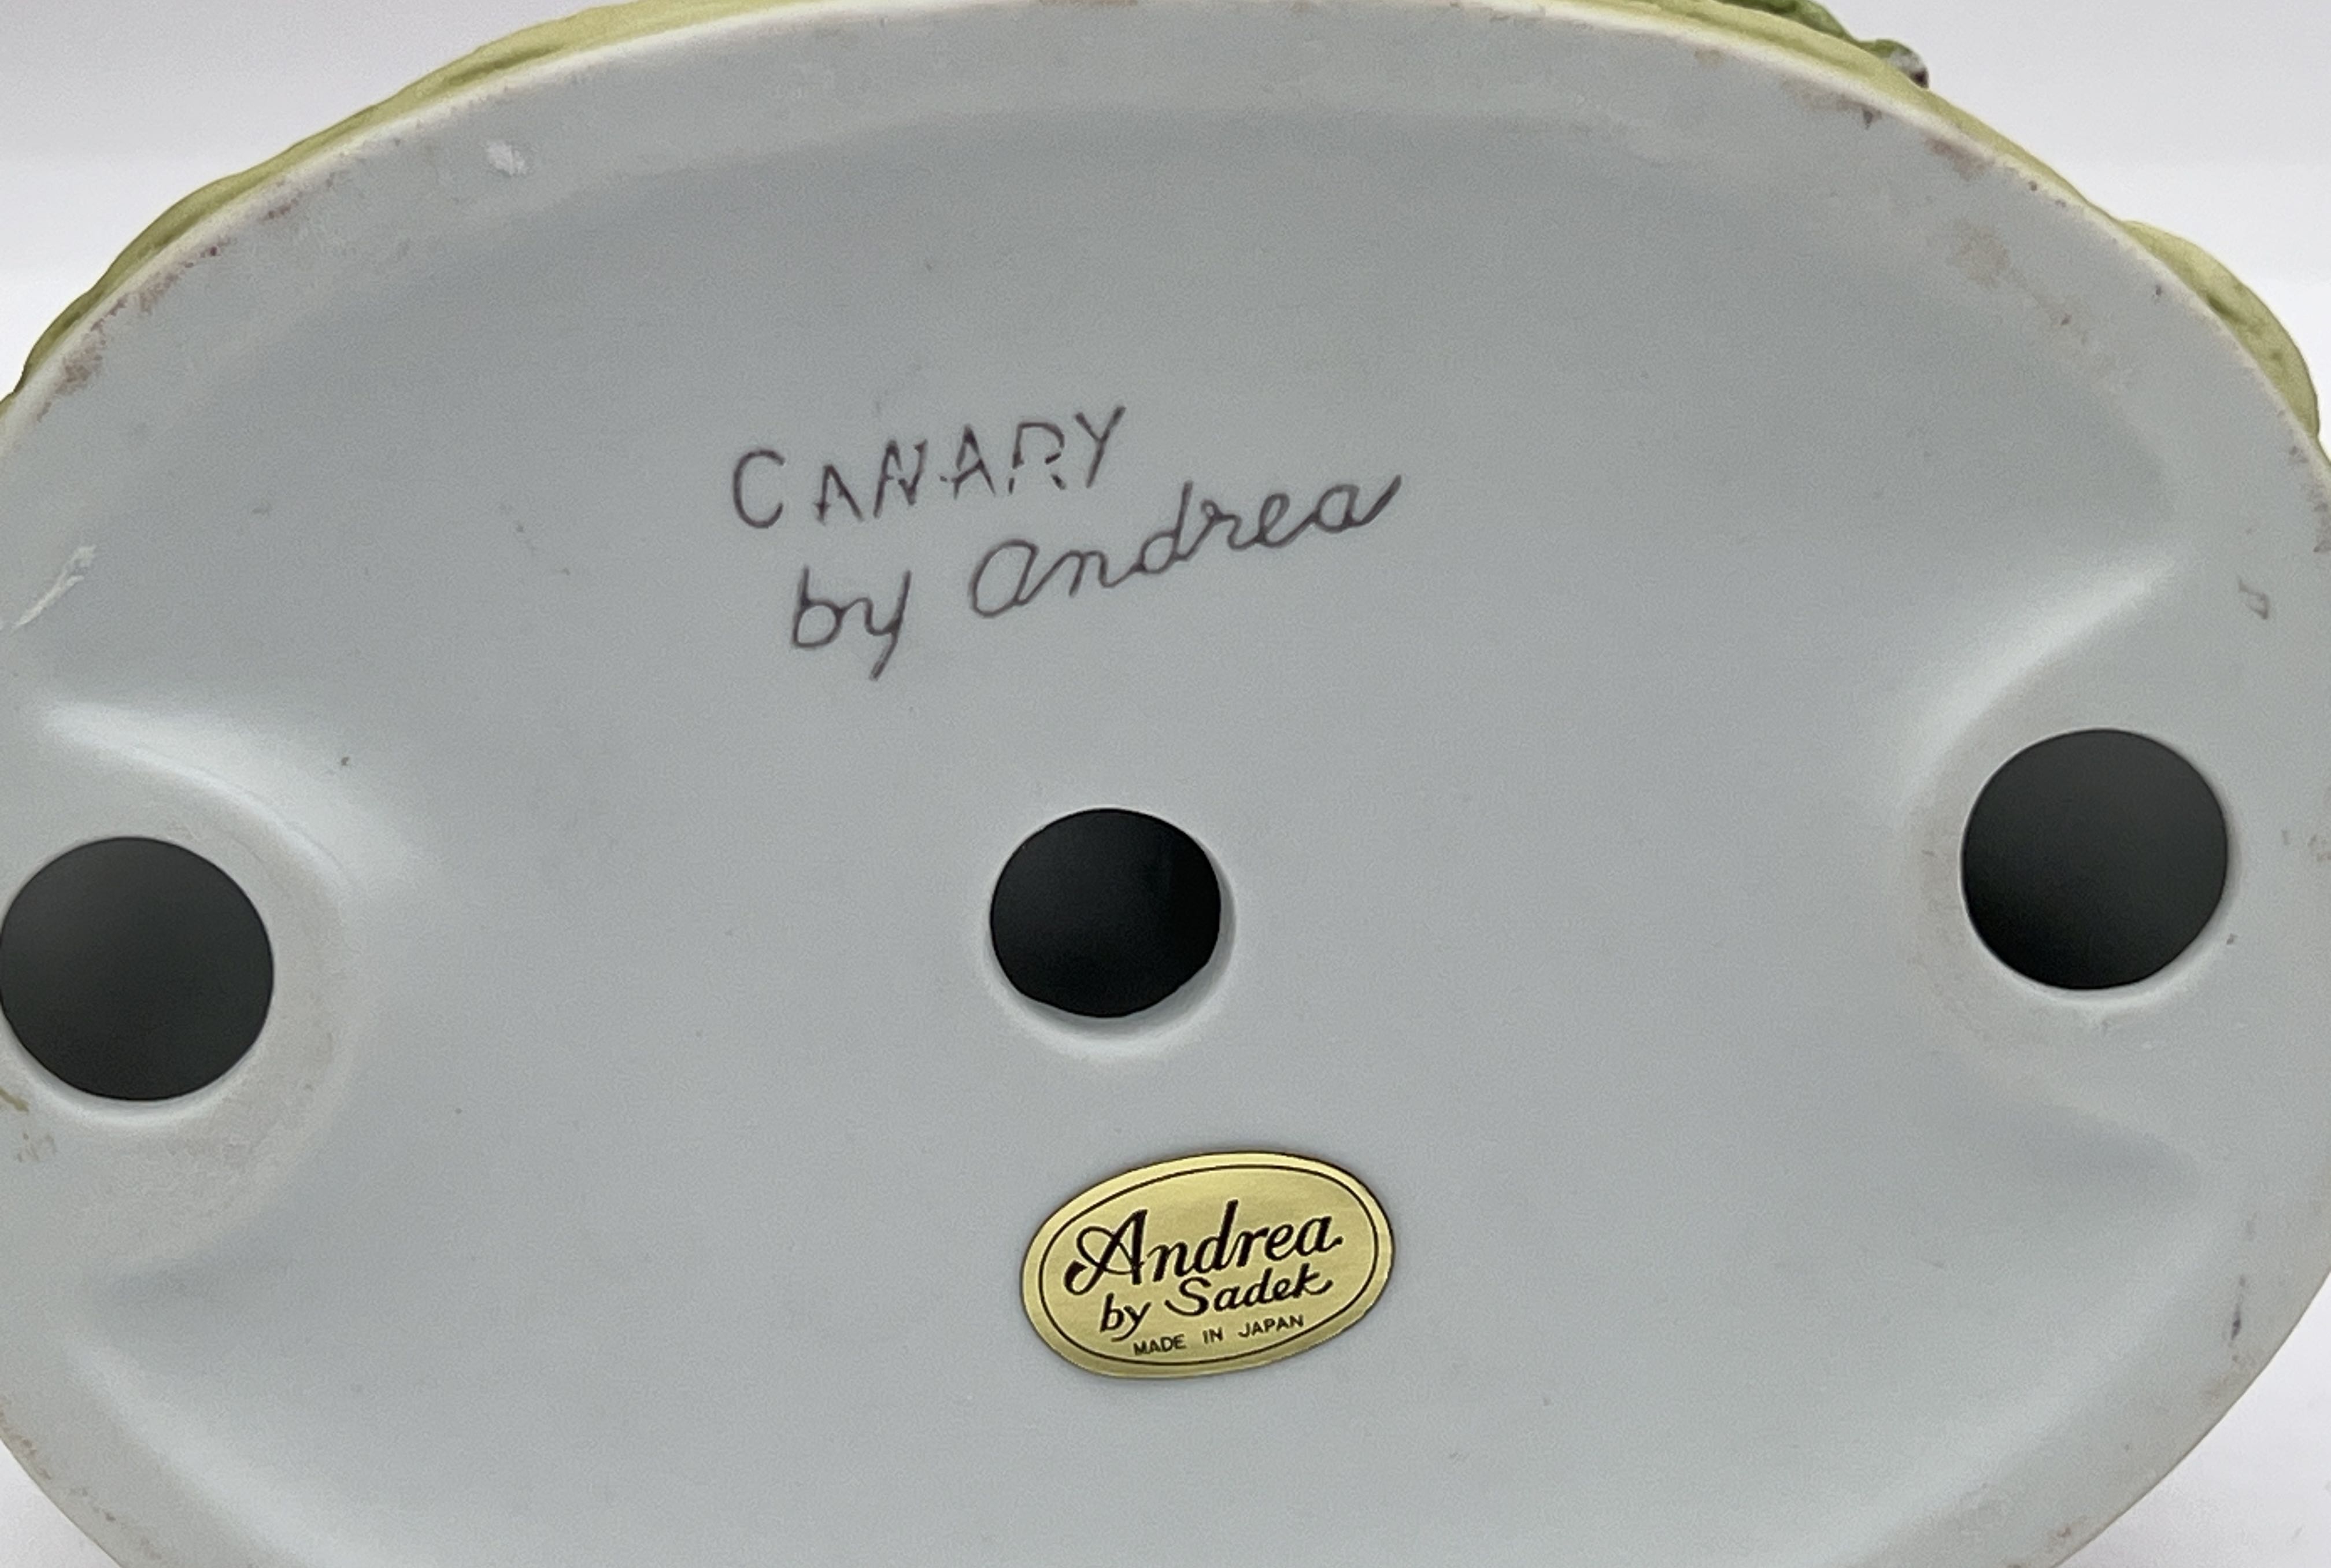 CANARY
by Andrea
Andrea
by Sadek
MADE IN JAPAN